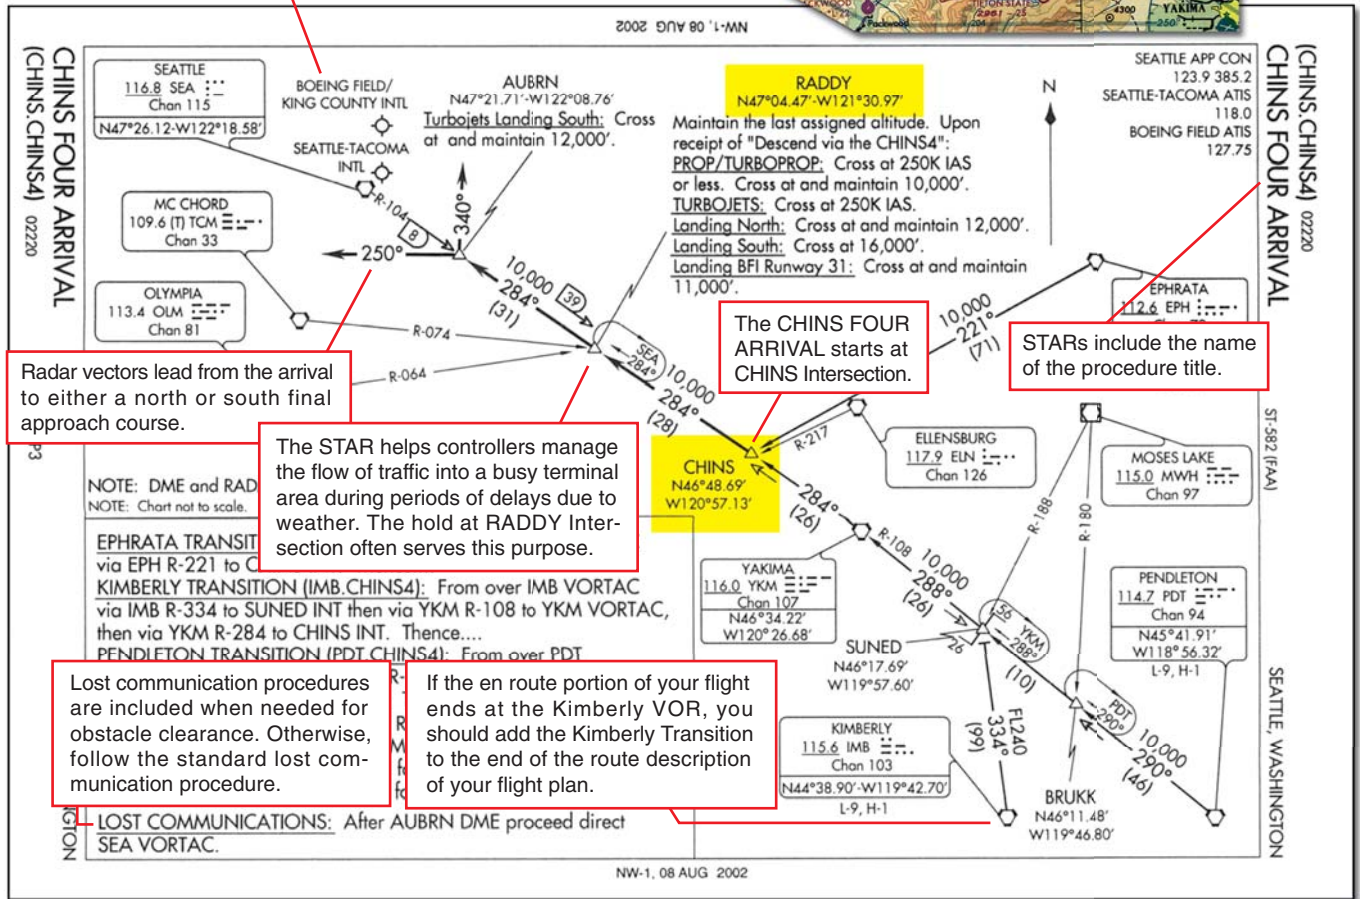 TIETON STATE
2961 - 25
PACKWOOD
L-22
Packwood
204
4300
YAKIMA
250
NW-1, 08 AUG 2002
CHINS FOUR ARRIVAL
(CHINS.CHINS4) 02220
SEATTLE
116.8 SEA
Chan 115
N47°26.12-W122°18.58'
BOEING FIELD/
KING COUNTY INTL
SEATTLE-TACOMA
INTL
AUBRN
N47°21.71'-W122°08.76'
Turbojets Landing South: Cross
at and maintain 12,000'.
RADDY
N47°04.47'-W121°30.97'
Maintain the last assigned altitude. Upon
receipt of "Descend via the CHINS4":
PROP/TURBOPROP: Cross at 250K IAS
or less. Cross at and maintain 10,000'.
TURBOJETS: Cross at 250K IAS.
Landing North: Cross at and maintain 12,000'.
Landing South: Cross at 16,000'.
Landing BFI Runway 31: Cross at and maintain
11,000'.
N
SEATTLE APP CON
123.9 385.2
SEATTLE-TACOMA ATIS
118.0
BOEING FIELD ATIS
127.75
(CHINS.CHINS4) 02220
CHINS FOUR ARRIVAL
MC CHORD
109.6 (T) TCM
Chan 33
R-104
8
340°
250°
OLYMPIA
113.4 OLM
Chan 81
R-074
R-064
10,000
284°
(31)
39
SEA
284°
10,000
284°
(28)
EPHRATA
112.6 EPH
10,000
221°
(71)
The CHINS FOUR
ARRIVAL starts at
CHINS Intersection.
STARs include the name
of the procedure title.
Radar vectors lead from the arrival
to either a north or south final
approach course.
The STAR helps controllers manage
the flow of traffic into a busy terminal
area during periods of delays due to
weather. The hold at RADDY Inter-
section often serves this purpose.
CHINS
N46°48.69'
W120°57.13'
R-217
ELLENSBURG
117.9 ELN
Chan 126
MOSES LAKE
115.0 MWH
Chan 97
ST-582 (FAA)
P3
NOTE: DME and RAD
NOTE: Chart not to scale.
284°
(26)
R-188
R-180
R-108
10,000
288°
(26)
YAKIMA
116.0 YKM
Chan 107
N46°34.22'
W120°26.68'
56
YKM
288°
26
(10)
SUNED
N46°17.69'
W119°57.60'
PENDLETON
114.7 PDT
Chan 94
N45°41.91'
W118°56.32'
L-9, H-1
PDT
290°
10,000
290°
(46)
FL240
334°
(99)
KIMBERLY
115.6 IMB
Chan 103
N44°38.90'-W119°42.70'
L-9, H-1
BRUKK
N46°11.48'
W119°46.80'
SEATTLE, WASHINGTON
EPHRATA TRANSIT
via EPH R-221 to C
KIMBERLY TRANSITION (IMB.CHINS4): From over IMB VORTAC
via IMB R-334 to SUNED INT then via YKM R-108 to YKM VORTAC,
then via YKM R-284 to CHINS INT. Thence....
PENDLETON TRANSITION (PDT.CHINS4): From over PDT
Lost communication procedures
are included when needed for
obstacle clearance. Otherwise,
follow the standard lost com-
munication procedure.
If the en route portion of your flight
ends at the Kimberly VOR, you
should add the Kimberly Transition
to the end of the route description
of your flight plan.
LOST COMMUNICATIONS: After AUBRN DME proceed direct
SEA VORTAC.
NGTON
NW-1, 08 AUG 2002